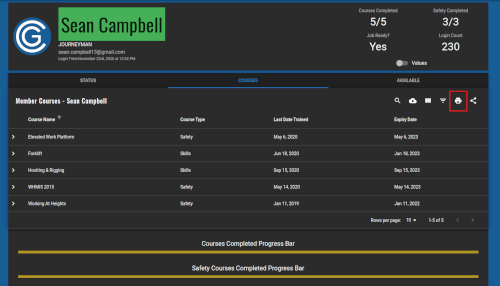 Sean Campbell
JOURNEYMAN
sean.campbell13@gmail.com
Login Time:November 23rd, 2020 at 12:52 PM
Courses Completed
5/5
Safety Completed
3/3
Job Ready?
Yes
Login Count
230
Values
STATUS
COURSES
AVAILABLE
Member Courses - Sean Campbell
Course Name Course Type Last Date Trained Expiry Date
Elevated Work Platform Safety May 6, 2020 May 6, 2023
Forklift Skills Jun 18, 2020 Jun 18, 2023
Hoisting & Rigging Skills Sep 15, 2020 Sep 15, 2023
WHMIS 2015 Safety May 14, 2020 May 14, 2023
Working At Heights Safety Jan 11, 2019 Jan 11, 2022
Rows per page: 10 1-5 of 5
Courses Completed Progress Bar
Safety Courses Completed Progress Bar